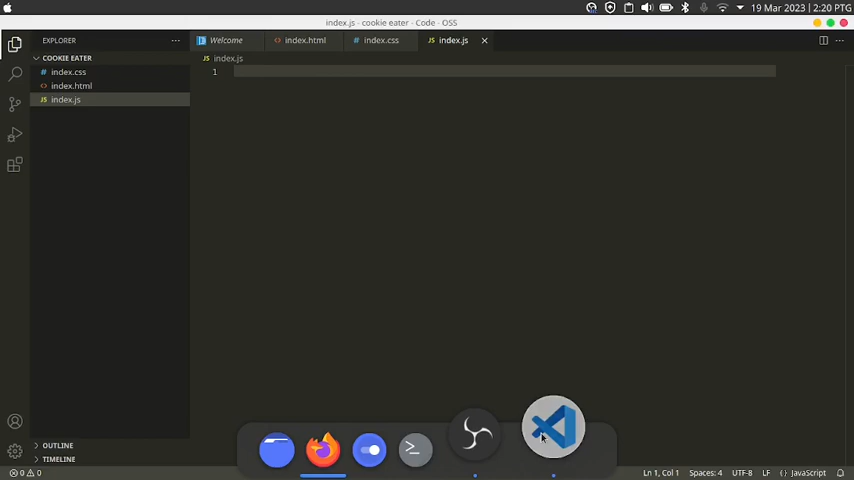 19 Mar 2023 | 2:20 PTG
index.js - cookie eater - Code - OSS
EXPLORER
Welcome
index.html
index.css
index.js
COOKIE EATER
JS index.js
# index.css
1
<> index.html
JS index.js
OUTLINE
TIMELINE
0 0
Ln 1, Col 1
Spaces: 4
UTF-8
LF
{} JavaScript